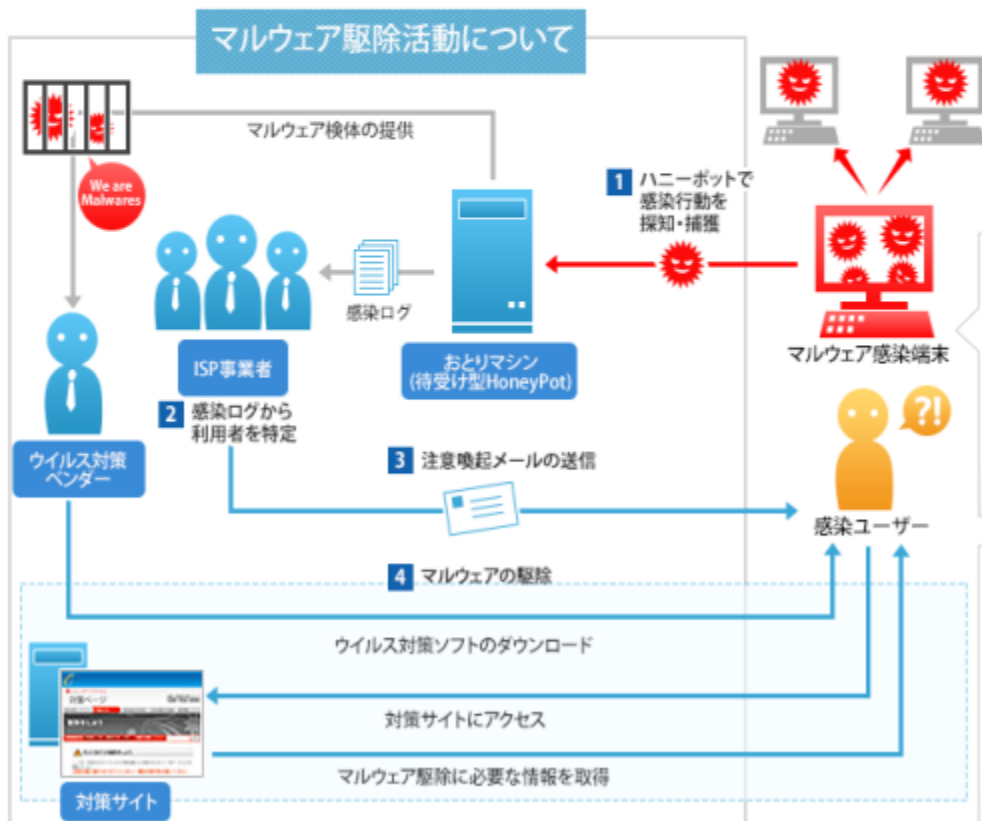 マルウェア駆除活動について
マルウェア検体の提供
We are
Malwares
1 ハニーポットで
感染行動を
探知・捕獲
感染ログ
マルウェア感染端末
ISP事業者
おとりマシン
(待受け型HoneyPot)
2 感染ログから
利用者を特定
?!
ウイルス対策
ベンダー
3 注意喚起メールの送信
感染ユーザー
4 マルウェアの駆除
ウイルス対策ソフトのダウンロード
対策ページ
対策サイトにアクセス
マルウェア駆除に必要な情報を取得
対策サイト